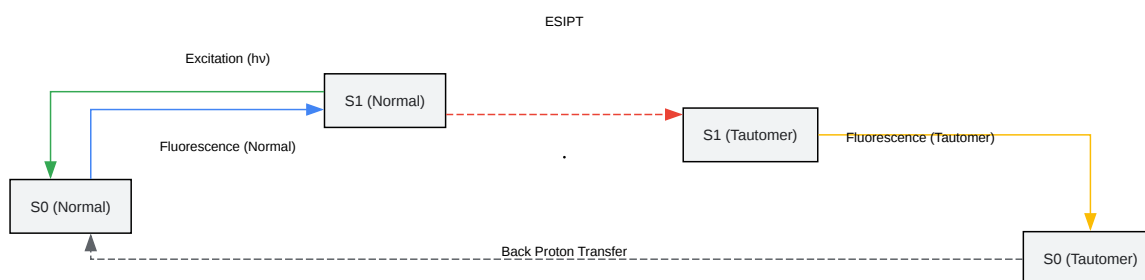 ESIPT
Excitation (hν)
S1 (Normal)
S1 (Tautomer)
Fluorescence (Tautomer)
Fluorescence (Normal)
S0 (Normal)
Back Proton Transfer
S0 (Tautomer)